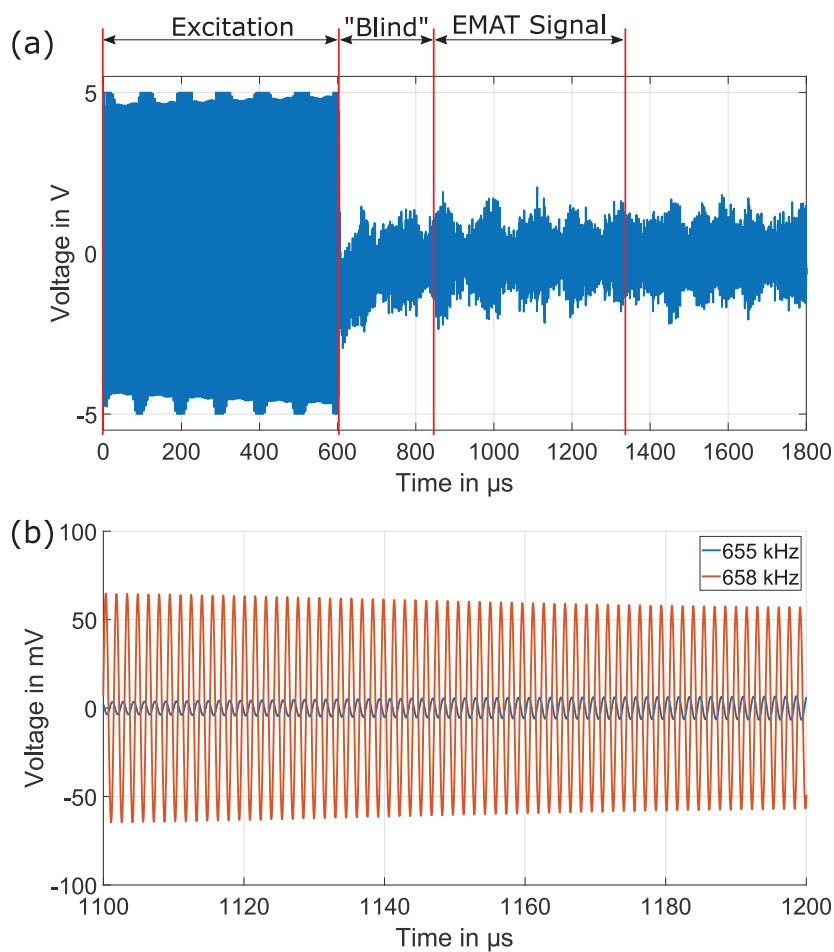 Excitation "Blind" EMAT Signal
(a)
5
0
-5
Voltage in V
0 200 400 600 800 1000 1200 1400 1600 1800
Time in µs
(b)
100
50
0
-50
-100
Voltage in mV
655 kHz
658 kHz
1100 1120 1140 1160 1180 1200
Time in µs